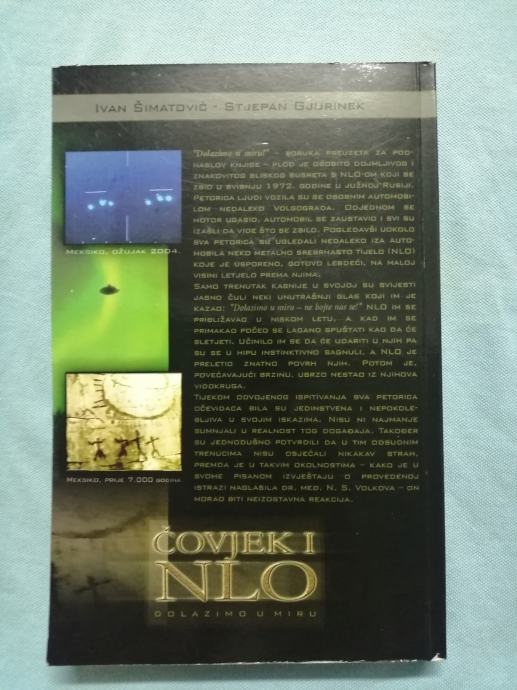 Ivan Šimatović - Stjepan Gjurinek
"Dolazimo u miru!" – poruka preuzeta za pod-
naslov knjige – plod je osobito dojmljivog i
znakovitog bliskog susreta s NLO-om koji se
zbio u svibnju 1972. godine u južnoj Rusiji.
Petorica ljudi vozila su se osobnim automobi-
lom nedaleko Volgograda. Odjednom se
motor ugasio, automobil se zaustavio i svi su
izašli da vide što se zbilo. Pogledavši uokolo
sva petorica su ugledali nedaleko iza auto-
mobila neko metalno srebrnasto tijelo (NLO)
koje je usporeno, gotovo lebdeći, na maloj
visini letjelo prema njima.
Samo trenutak kasnije u svojoj su svijesti
jasno čuli neki unutrašnji glas koji im je
kazao: "Dolazimo u miru – ne bojte nas se!" NLO im se
približavao u niskom letu, a kad im se
primakao počeo se lagano spuštati kao da će
sletjeti. Učinilo im se da će udariti u njih pa
su se u hipu instinktivno sagnuli, a NLO je
preletio znatno povrh njih. Potom je,
povećavajući brzinu, ubrzo nestao iz njihova
vidokruga.
Tijekom odvojenog ispitivanja sva petorica
očevidaca bila su jedinstvena i nepokole-
bljiva u svojim iskazima. Nisu ni najmanje
sumnjali u realnost tog događaja. Također
su jednodušno potvrdili da u tim odsudnim
trenucima nisu osjećali nikakav strah,
premda je u takvim okolnostima – kako je u
svome pisanom izvještaju o provedenoj
istrazi naglasila dr. med. N. S. Volkova – on
morao biti neizostavna reakcija.
Meksiko, ožujak 2004.
Meksiko, prije 7.000 godina
ČOVJEK I
NLO
DOLAZIMO U MIRU